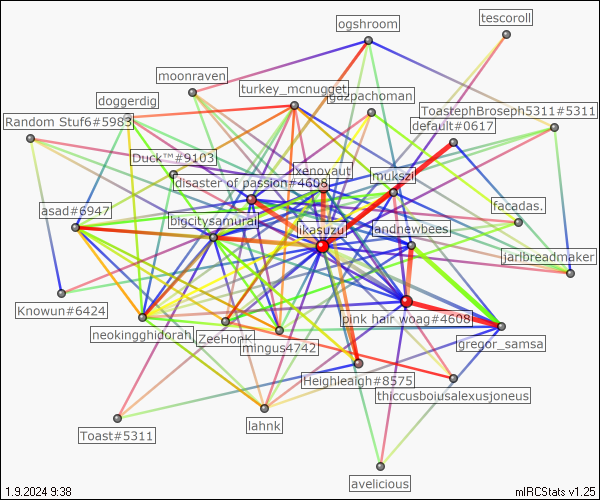 tescoroll
ogshroom
moonraven
turkey_mcnugget
gazpachoman
doggerdig
ToastephBroseph5311#5311
Random Stuf6#5983
default#0617
Duck™#9103
xenovaut
mukszi
disaster of passion#4608
asad#6947
facadas.
bigcitysamurai
ikasuzu
andnewbees
jarlbreadmaker
Knowun#6424
pink hair woag#4608
neokingghidorah
ZeeHonK
mingus4742
gregor_samsa
Heighleaigh#8575
thiccusboiusalexusjoneus
lahnk
Toast#5311
avelicious
1.9.2024 9:38
mIRCStats v1.25